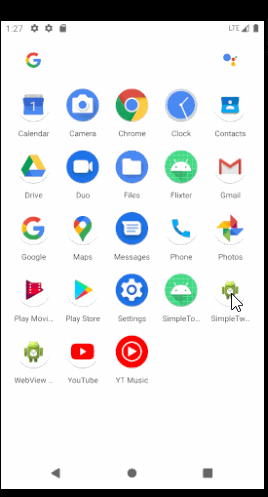 1:27 LTE
Calendar Camera Chrome Clock Contacts
Drive Duo Files Flixter Gmail
Google Maps Messages Phone Photos
Play Movi... Play Store Settings SimpleTo... SimpleTw...
WebView ... YouTube YT Music